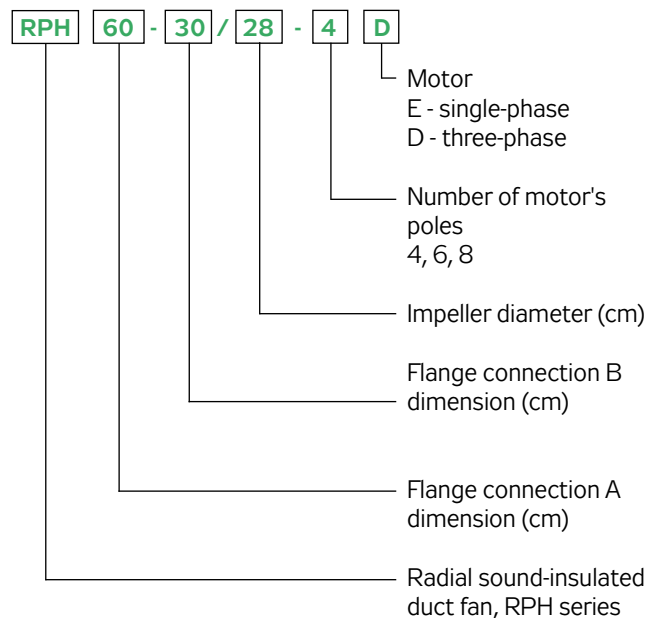 RPH 60 - 30 / 28 - 4 D
Motor
E - single-phase
D - three-phase
Number of motor's
poles
4, 6, 8
Impeller diameter (cm)
Flange connection B
dimension (cm)
Flange connection A
dimension (cm)
Radial sound-insulated
duct fan, RPH series